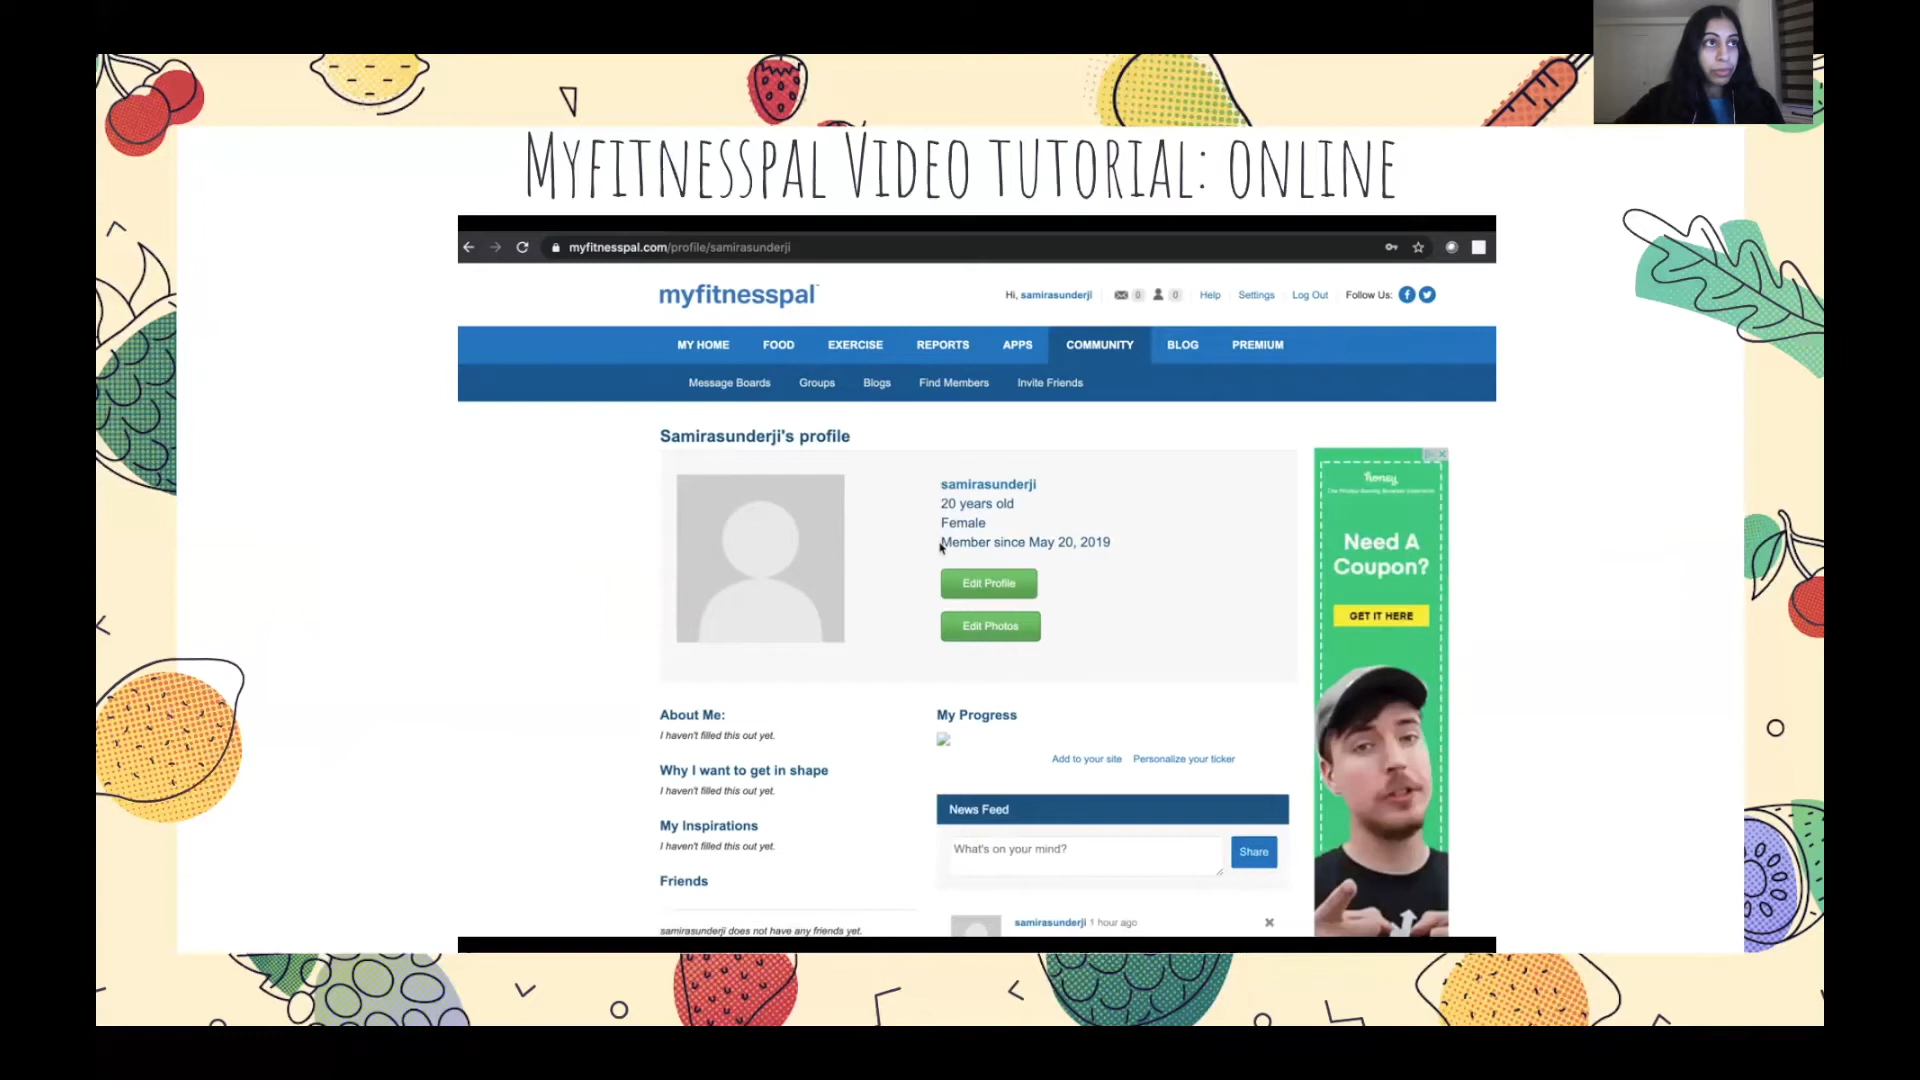 MYFITNESSPAL VIDEO TUTORIAL: ONLINE
myfitnesspal.com/profile/samirasunderji
myfitnesspal
Hi, samirasunderji 0 0 Help Settings Log Out Follow Us:
MY HOME FOOD EXERCISE REPORTS APPS COMMUNITY BLOG PREMIUM
Message Boards Groups Blogs Find Members Invite Friends
Samirasunderji's profile
samirasunderji
20 years old
Female
Member since May 20, 2019
Edit Profile
Edit Photos
honey
Need A
Coupon?
GET IT HERE
About Me:
I haven't filled this out yet.
Why I want to get in shape
I haven't filled this out yet.
My Inspirations
I haven't filled this out yet.
Friends
samirasunderji does not have any friends yet.
My Progress
Add to your site Personalize your ticker
News Feed
What's on your mind?
Share
samirasunderji 1 hour ago